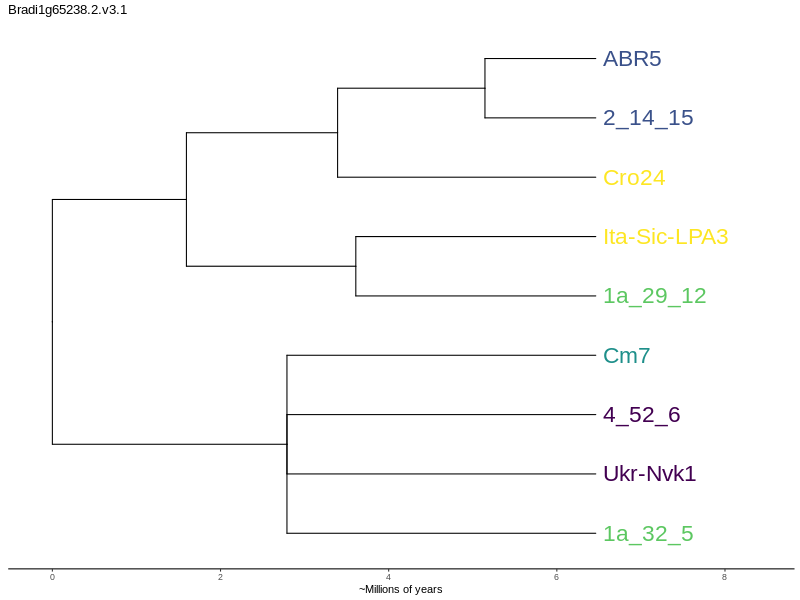 Bradi1g65238.2.v3.1
ABR5
2_14_15
Cro24
Ita-Sic-LPA3
1a_29_12
Cm7
4_52_6
Ukr-Nvk1
1a_32_5
0 2 4 6 8
~Millions of years